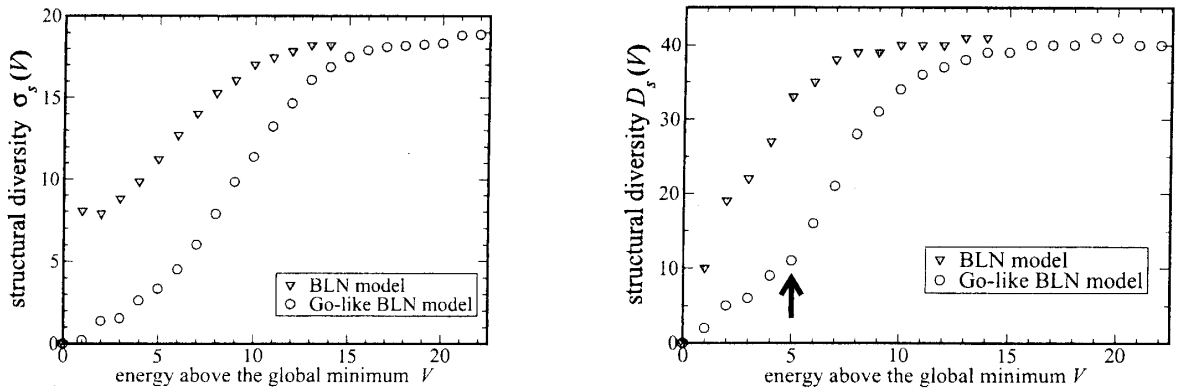 structural diversity σs(V)
20
15
10
5
0
0 5 10 15 20
energy above the global minimum V
▽ BLN model
○ Go-like BLN model
structural diversity Ds(V)
40
30
20
10
0
0 5 10 15 20
energy above the global minimum V
▽ BLN model
○ Go-like BLN model